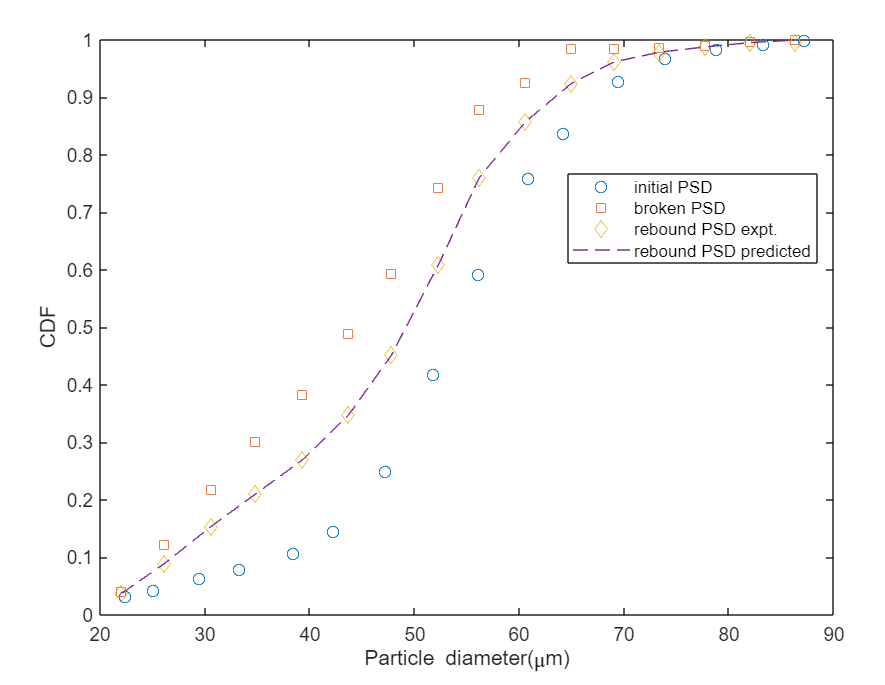 1
0.9
0.8
0.7
0.6
0.5
0.4
0.3
0.2
0.1
0
CDF
initial PSD
broken PSD
rebound PSD expt.
rebound PSD predicted
20 30 40 50 60 70 80 90
Particle diameter(μm)